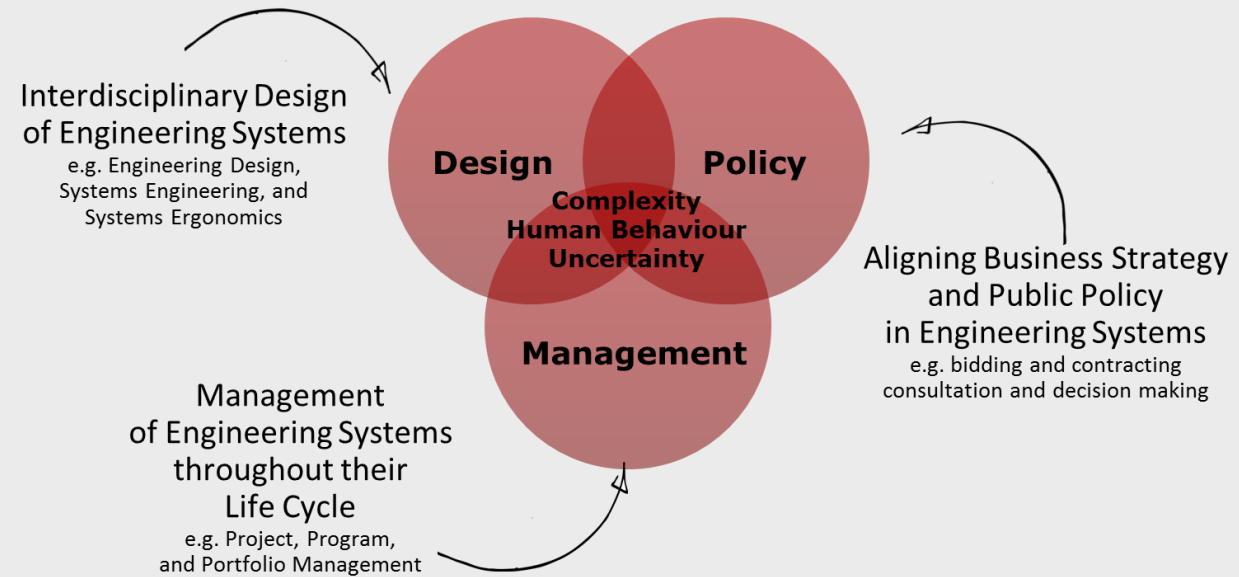 Interdisciplinary Design
of Engineering Systems
e.g. Engineering Design,
Systems Engineering, and
Systems Ergonomics
Design
Policy
Complexity
Human Behaviour
Uncertainty
Management
Aligning Business Strategy
and Public Policy
in Engineering Systems
e.g. bidding and contracting
consultation and decision making
Management
of Engineering Systems
throughout their
Life Cycle
e.g. Project, Program,
and Portfolio Management